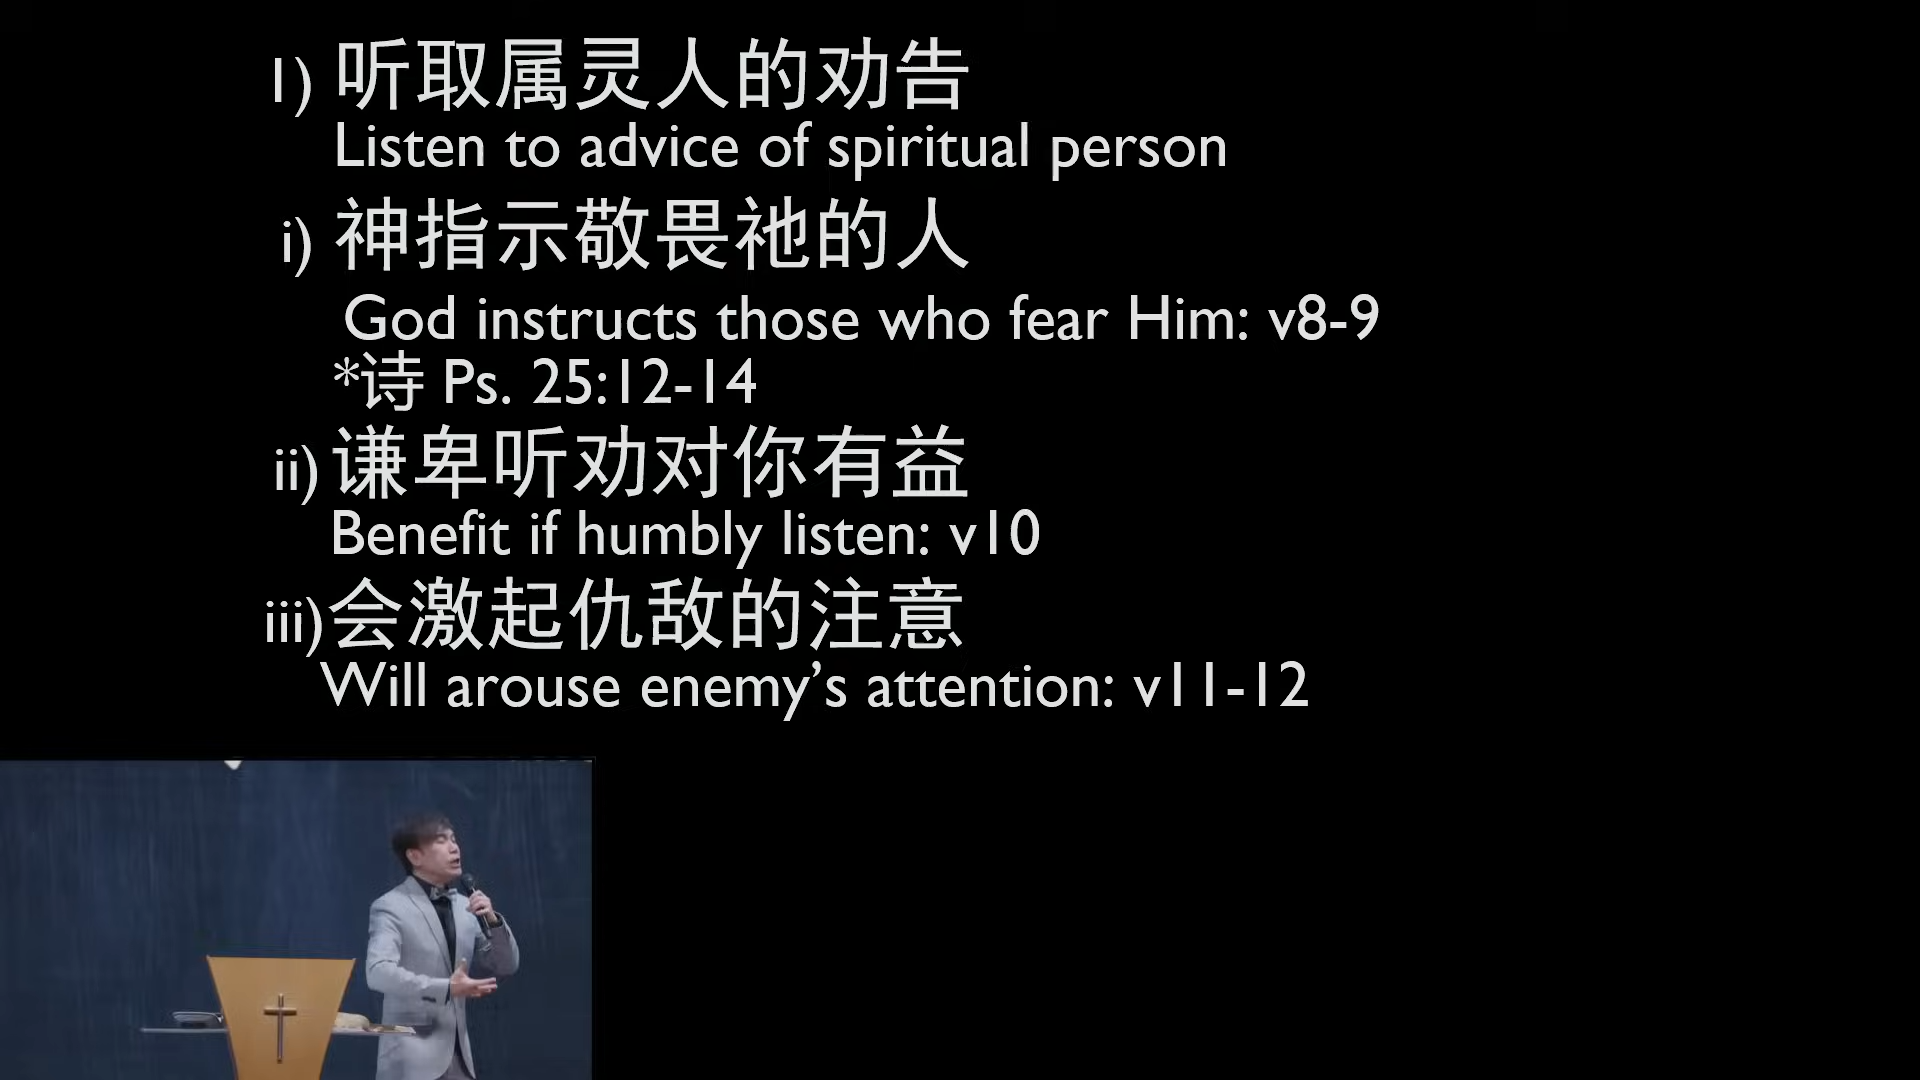 1) 听取属灵人的劝告
Listen to advice of spiritual person
i) 神指示敬畏祂的人
God instructs those who fear Him: v8-9
*诗 Ps. 25:12-14
ii) 谦卑听劝对你有益
Benefit if humbly listen: v10
iii)会激起仇敌的注意
Will arouse enemy’s attention: v11-12